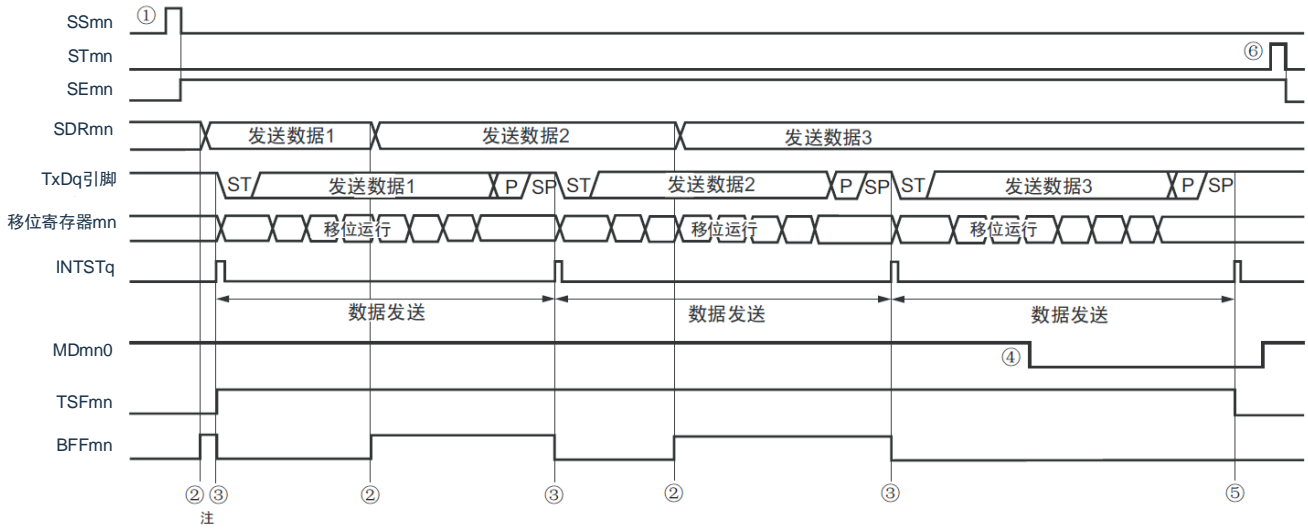 SSmn ①
STmn ⑥
SEmn
SDRmn 发送数据1 发送数据2 发送数据3
TxDq引脚 ST 发送数据1 P SP ST 发送数据2 P SP ST 发送数据3 P SP
移位寄存器mn 移位运行 移位运行 移位运行
INTSTq
数据发送 数据发送 数据发送
MDmn0 ④
TSFmn
BFFmn
② ③ ② ③ ② ③ ⑤
注